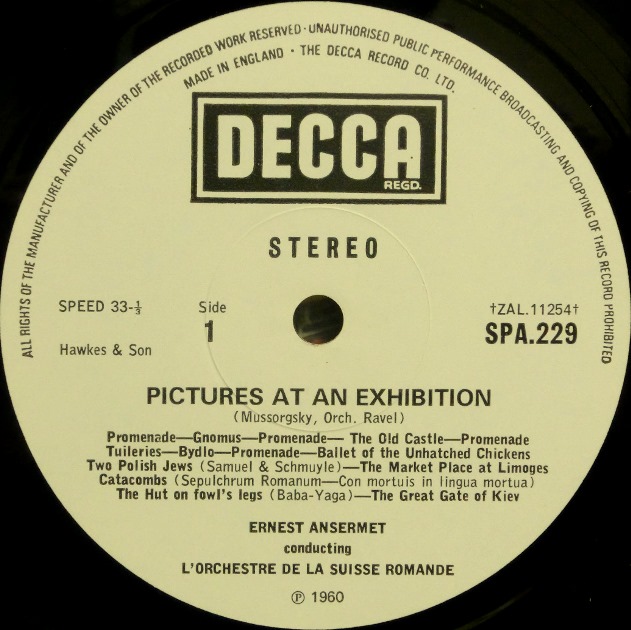 ALL RIGHTS OF THE MANUFACTURER AND OF THE OWNER OF THE RECORDED WORK RESERVED · UNAUTHORISED PUBLIC PERFORMANCE BROADCASTING AND COPYING OF THIS RECORD PROHIBITED
MADE IN ENGLAND · THE DECCA RECORD CO. LTD.
DECCA
REGD.
STEREO
SPEED 33-⅓
Side
1
†ZAL.11254†
SPA.229
Hawkes & Son
PICTURES AT AN EXHIBITION
(Mussorgsky, Orch. Ravel)
Promenade—Gnomus—Promenade— The Old Castle—Promenade
Tuileries—Bydlo—Promenade—Ballet of the Unhatched Chickens
Two Polish Jews (Samuel & Schmuyle)—The Market Place at Limoges
Catacombs (Sepulchrum Romanum—Con mortuis in lingua mortua)
The Hut on fowl's legs (Baba-Yaga)—The Great Gate of Kiev
ERNEST ANSERMET
conducting
L'ORCHESTRE DE LA SUISSE ROMANDE
℗ 1960